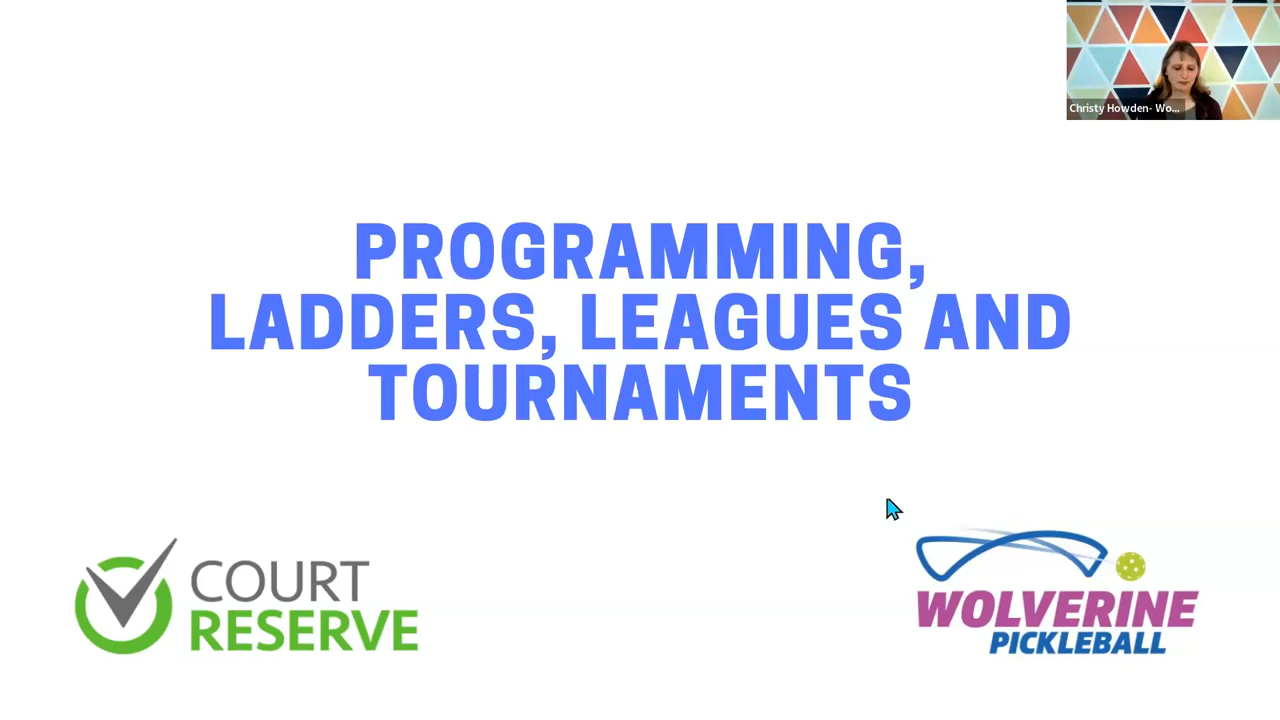 Christy Howden- Wo...
PROGRAMMING,
LADDERS, LEAGUES AND
TOURNAMENTS
COURT
RESERVE
WOLVERINE
PICKLEBALL